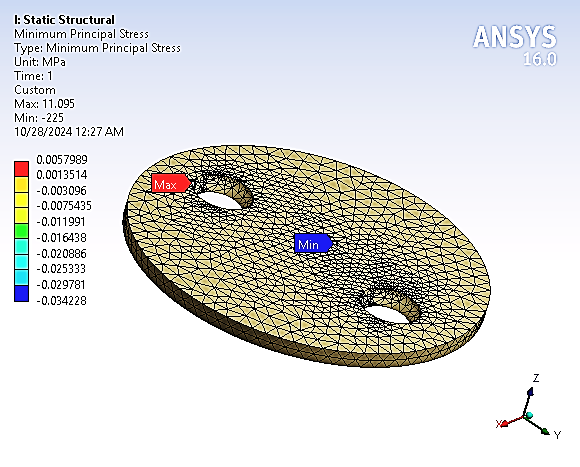 I: Static Structural
Minimum Principal Stress
Type: Minimum Principal Stress
Unit: MPa
Time: 1
Custom
Max: 11.095
Min: -225
10/28/2024 12:27 AM
ANSYS
16.0
0.0057989
0.0013514
-0.003096
-0.0075435
-0.011991
-0.016438
-0.020886
-0.025333
-0.029781
-0.034228
Max
Min
Z
X
Y